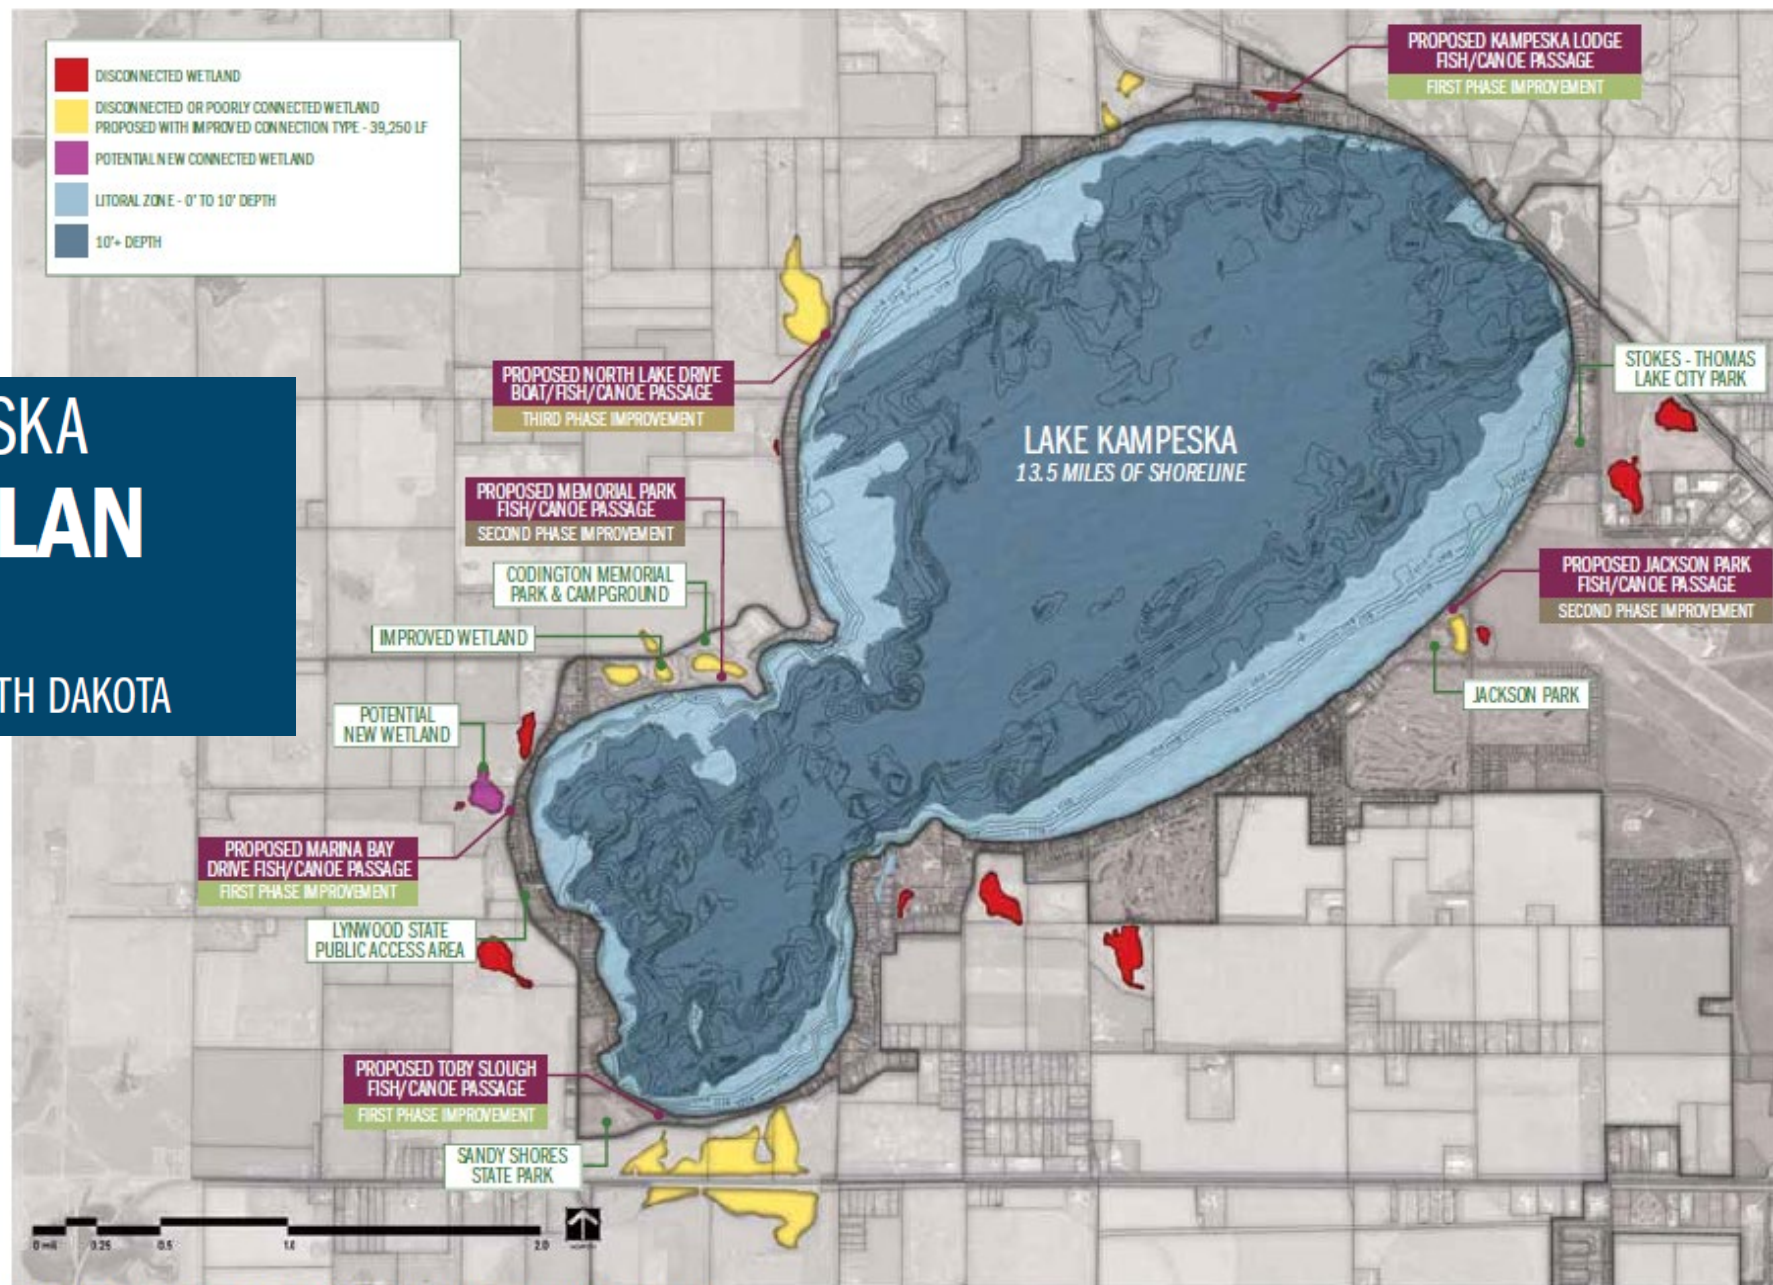 DISCONNECTED WETLAND
DISCONNECTED OR POORLY CONNECTED WETLAND
PROPOSED WITH IMPROVED CONNECTION TYPE - 39,250 LF
POTENTIAL NEW CONNECTED WETLAND
LITORAL ZONE - 0' TO 10' DEPTH
10'+ DEPTH
PROPOSED KAMPESKA LODGE
FISH/CANOE PASSAGE
FIRST PHASE IMPROVEMENT
SKA
LAN
TH DAKOTA
PROPOSED NORTH LAKE DRIVE
BOAT/FISH/CANOE PASSAGE
THIRD PHASE IMPROVEMENT
STOKES - THOMAS
LAKE CITY PARK
LAKE KAMPESKA
13.5 MILES OF SHORELINE
PROPOSED MEMORIAL PARK
FISH/CANOE PASSAGE
SECOND PHASE IMPROVEMENT
CODINGTON MEMORIAL
PARK & CAMPGROUND
PROPOSED JACKSON PARK
FISH/CANOE PASSAGE
SECOND PHASE IMPROVEMENT
IMPROVED WETLAND
JACKSON PARK
POTENTIAL
NEW WETLAND
PROPOSED MARINA BAY
DRIVE FISH/CANOE PASSAGE
FIRST PHASE IMPROVEMENT
LYNWOOD STATE
PUBLIC ACCESS AREA
PROPOSED TOBY SLOUGH
FISH/CANOE PASSAGE
FIRST PHASE IMPROVEMENT
SANDY SHORES
STATE PARK
0 mi 0.25 0.5 1.0 2.0